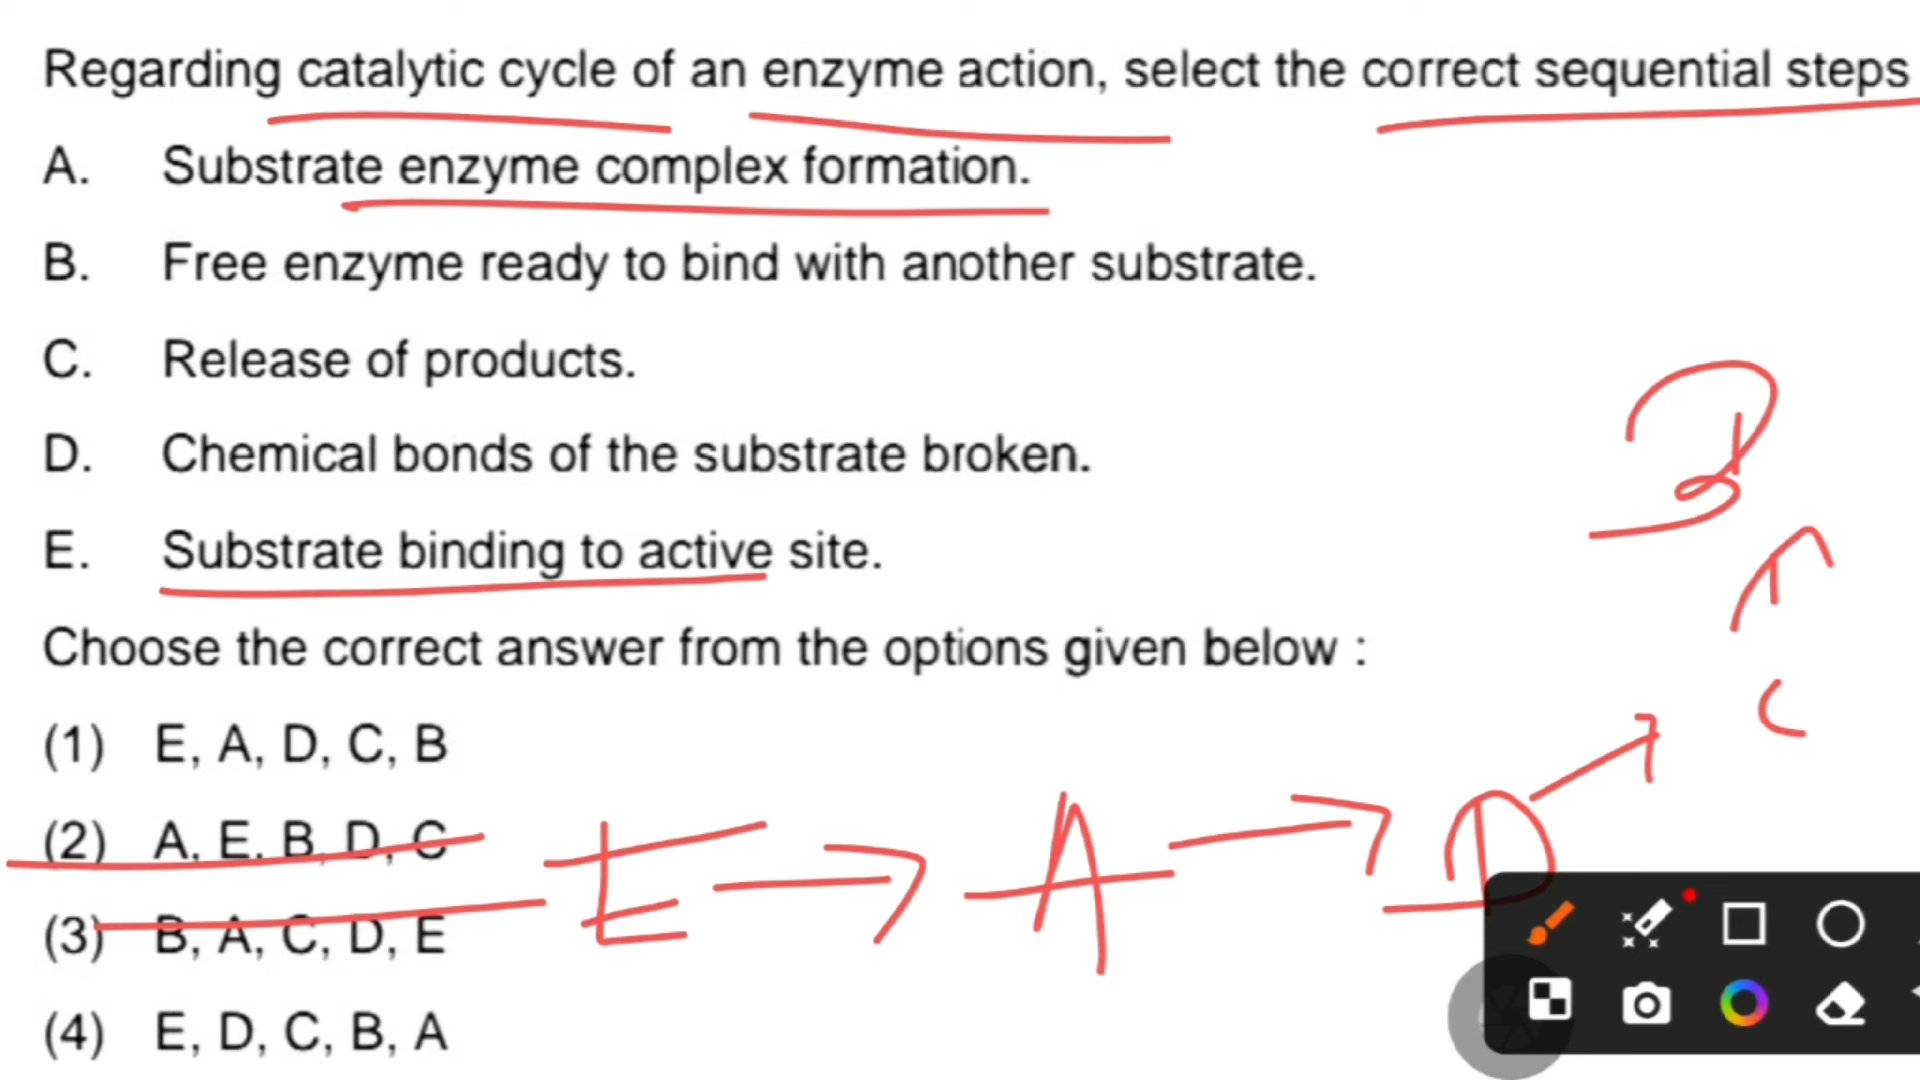 Regarding catalytic cycle of an enzyme action, select the correct sequential steps
A. Substrate enzyme complex formation.
B. Free enzyme ready to bind with another substrate.
C. Release of products.
D. Chemical bonds of the substrate broken.
E. Substrate binding to active site.
Choose the correct answer from the options given below :
(1) E, A, D, C, B
(2) A, E, B, D, C
(3) B, A, C, D, E
(4) E, D, C, B, A
E → A → D → C → B